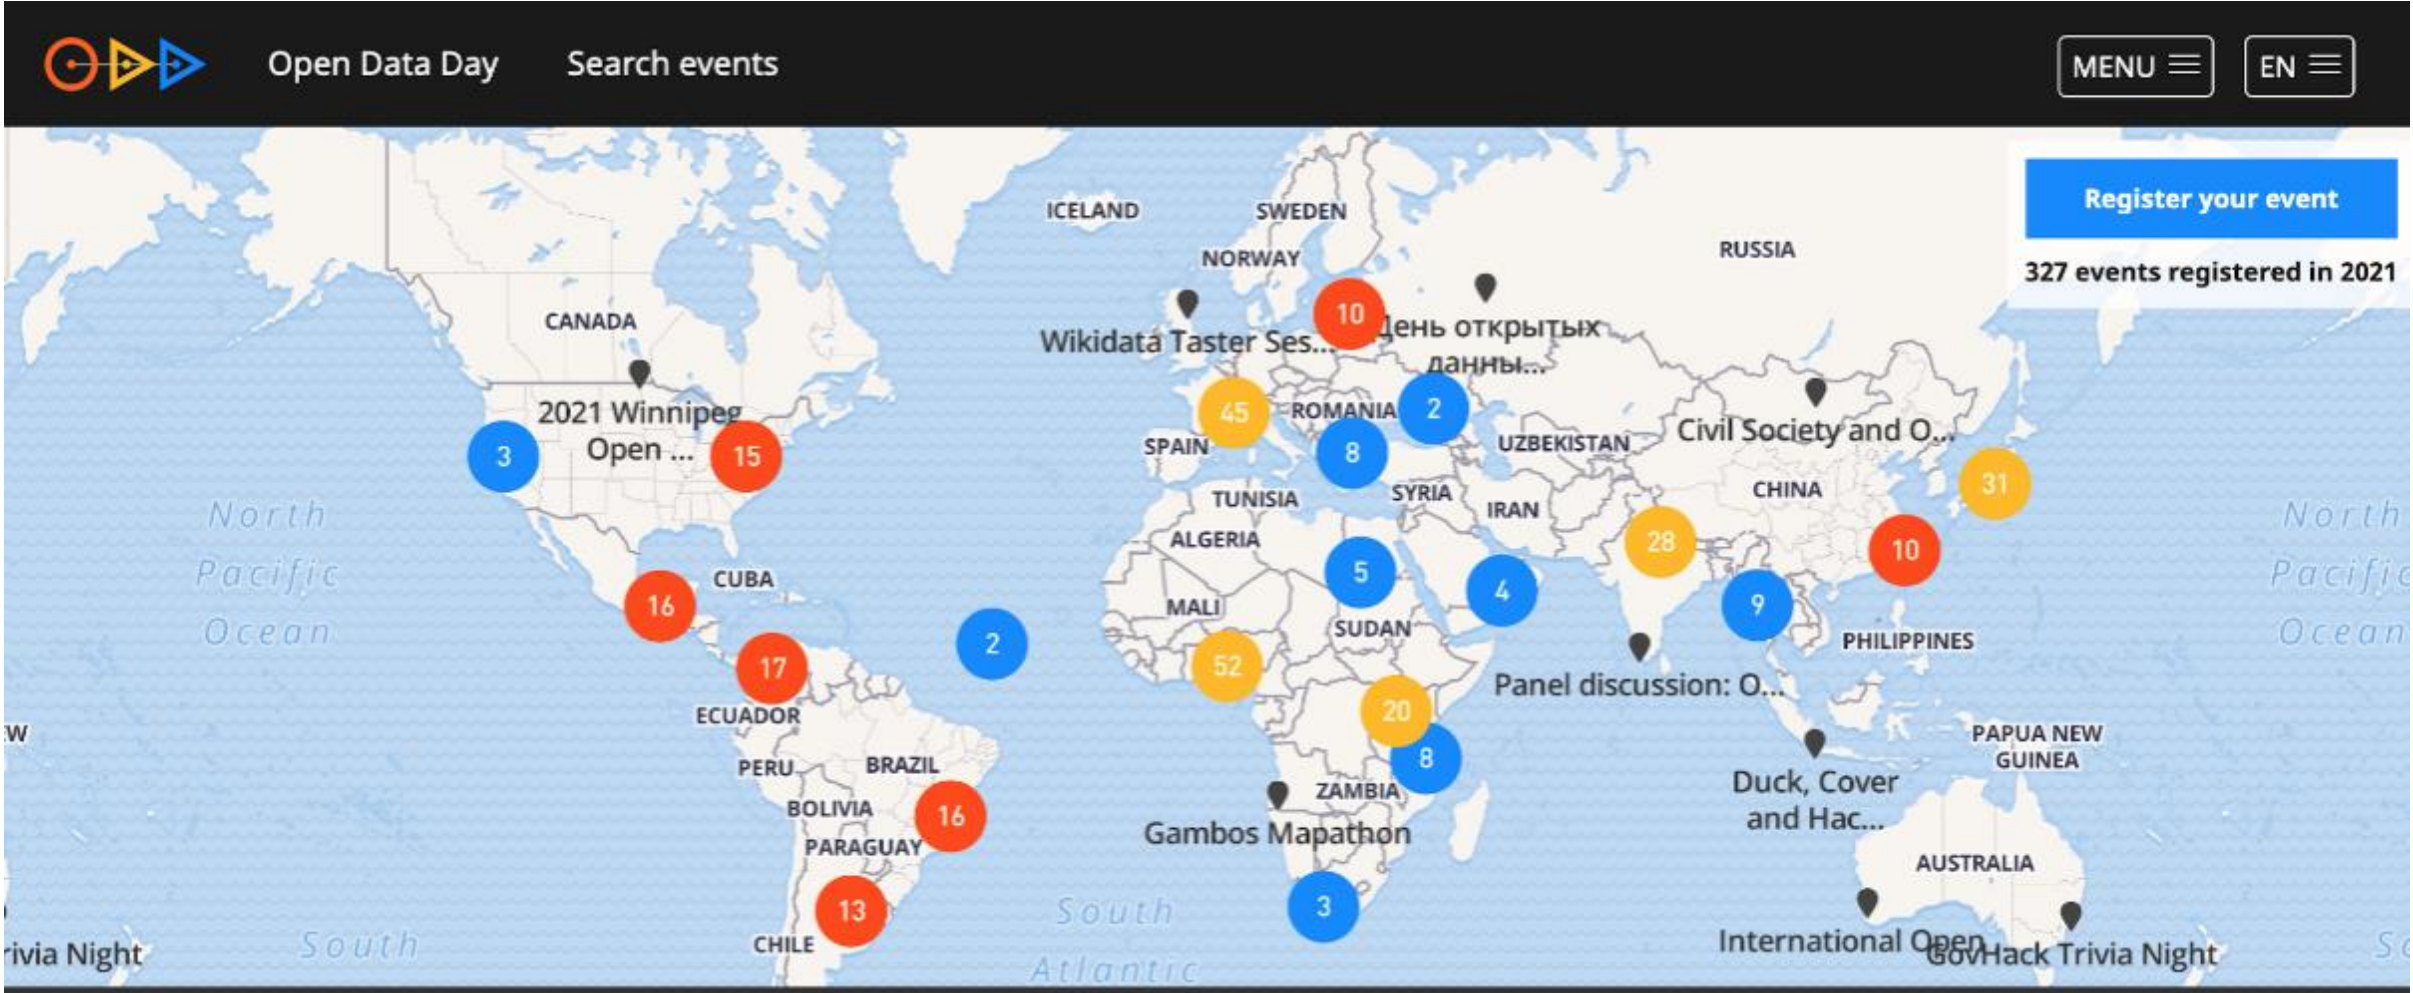 Open Data Day
Search events
MENU
EN
Register your event
327 events registered in 2021
ICELAND
SWEDEN
NORWAY
RUSSIA
CANADA
10
День открытых
данны...
Wikidata Taster Ses...
2021 Winnipeg
Open ...
3
15
45
ROMANIA
2
8
SPAIN
UZBEKISTAN
Civil Society and O...
CHINA
31
TUNISIA
SYRIA
IRAN
ALGERIA
28
10
North
Pacific
Ocean
North
Pacific
Ocean
CUBA
16
5
4
9
MALI
SUDAN
PHILIPPINES
2
17
52
Panel discussion: O...
ECUADOR
20
8
W
PERU
BRAZIL
BOLIVIA
PARAGUAY
16
ZAMBIA
Gambos Mapathon
PAPUA NEW
GUINEA
Duck, Cover
and Hac...
AUSTRALIA
13
3
South
Atlantic
CHILE
South
rivia Night
International Open
GovHack Trivia Night